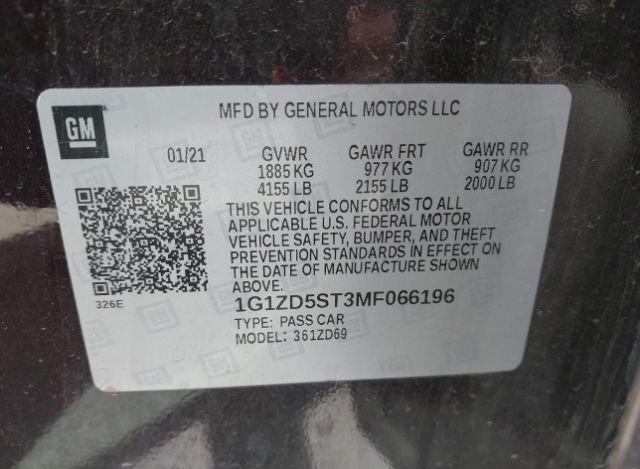 GM
MFD BY GENERAL MOTORS LLC
01/21 GVWR GAWR FRT GAWR RR
1885 KG 977 KG 907 KG
4155 LB 2155 LB 2000 LB
THIS VEHICLE CONFORMS TO ALL
APPLICABLE U.S. FEDERAL MOTOR
VEHICLE SAFETY, BUMPER, AND THEFT
PREVENTION STANDARDS IN EFFECT ON
THE DATE OF MANUFACTURE SHOWN
ABOVE.
326E
1G1ZD5ST3MF066196
TYPE: PASS CAR
MODEL: 361ZD69